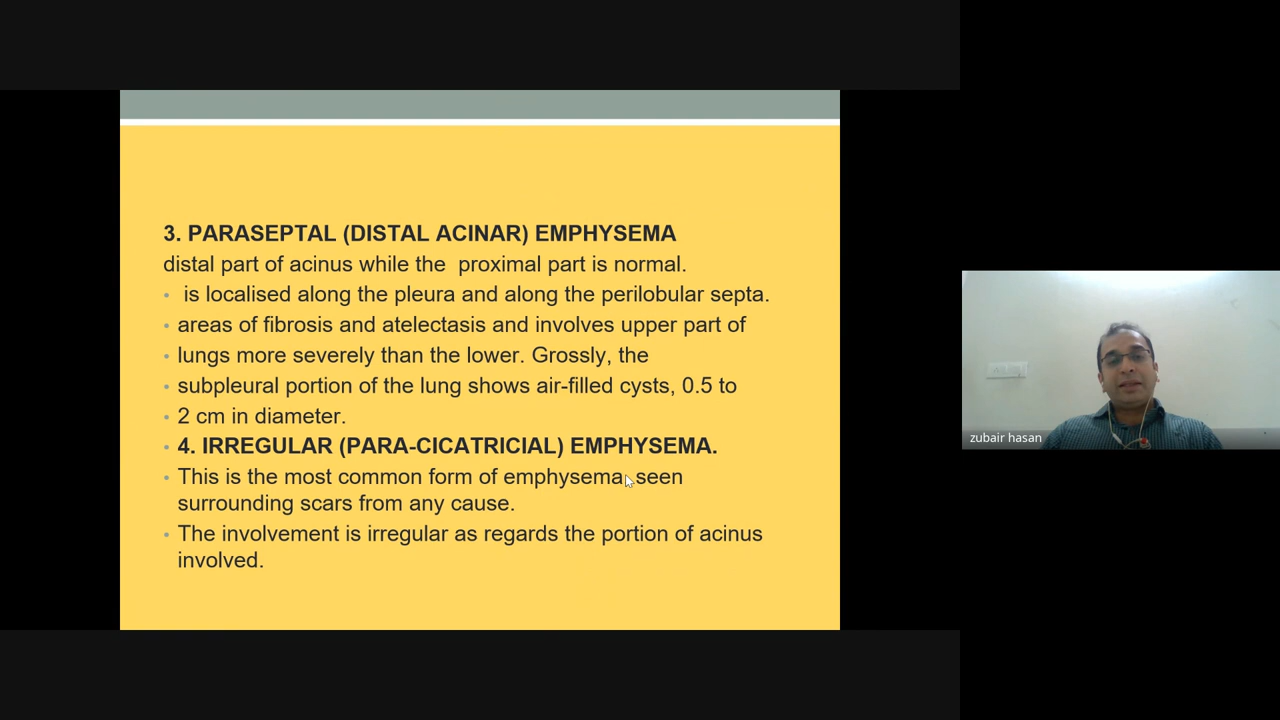 3. PARASEPTAL (DISTAL ACINAR) EMPHYSEMA
distal part of acinus while the proximal part is normal.
• is localised along the pleura and along the perilobular septa.
• areas of fibrosis and atelectasis and involves upper part of
• lungs more severely than the lower. Grossly, the
• subpleural portion of the lung shows air-filled cysts, 0.5 to
• 2 cm in diameter.
• 4. IRREGULAR (PARA-CICATRICIAL) EMPHYSEMA.
• This is the most common form of emphysema, seen
surrounding scars from any cause.
• The involvement is irregular as regards the portion of acinus
involved.
zubair hasan